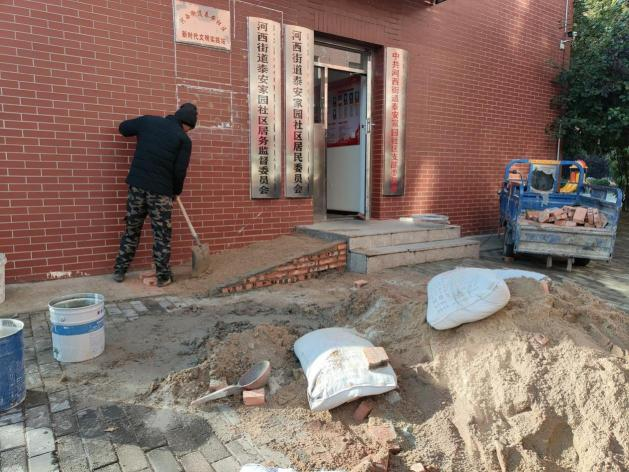 新时代文明实践站
河西街道泰安家园社区居务监督委员会
河西街道泰安家园社区居民委员会
中共河西街道泰安家园社区支部委员会